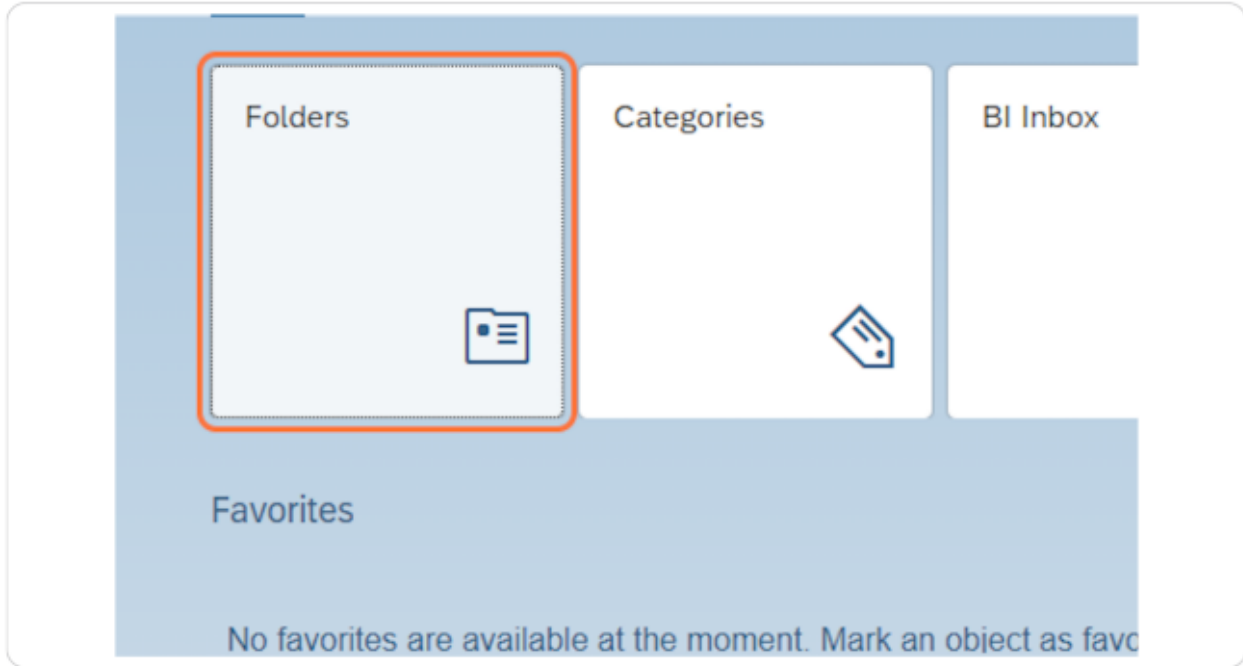 Folders
Categories
BI Inbox
Favorites
No favorites are available at the moment. Mark an object as favo